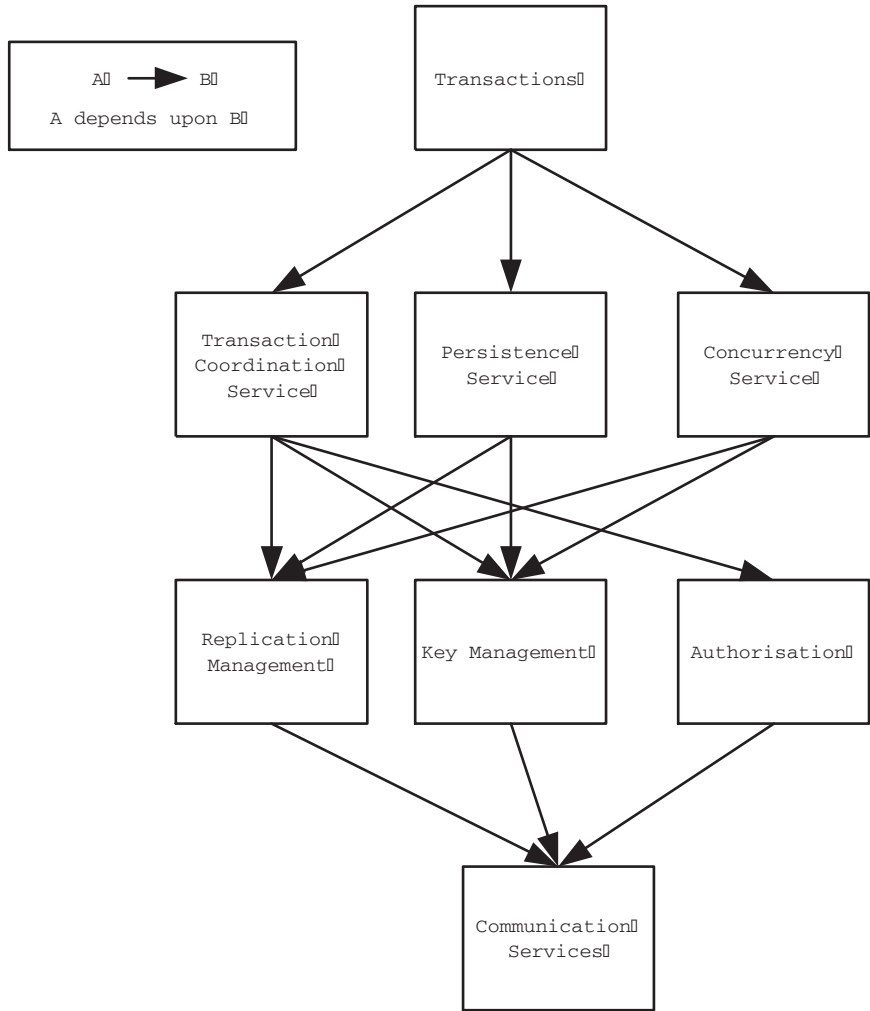 A B
A depends upon B
Transactions
Transaction
Coordination
Service
Persistence
Service
Concurrency
Service
Replication
Management
Key Management
Authorisation
Communication
Services